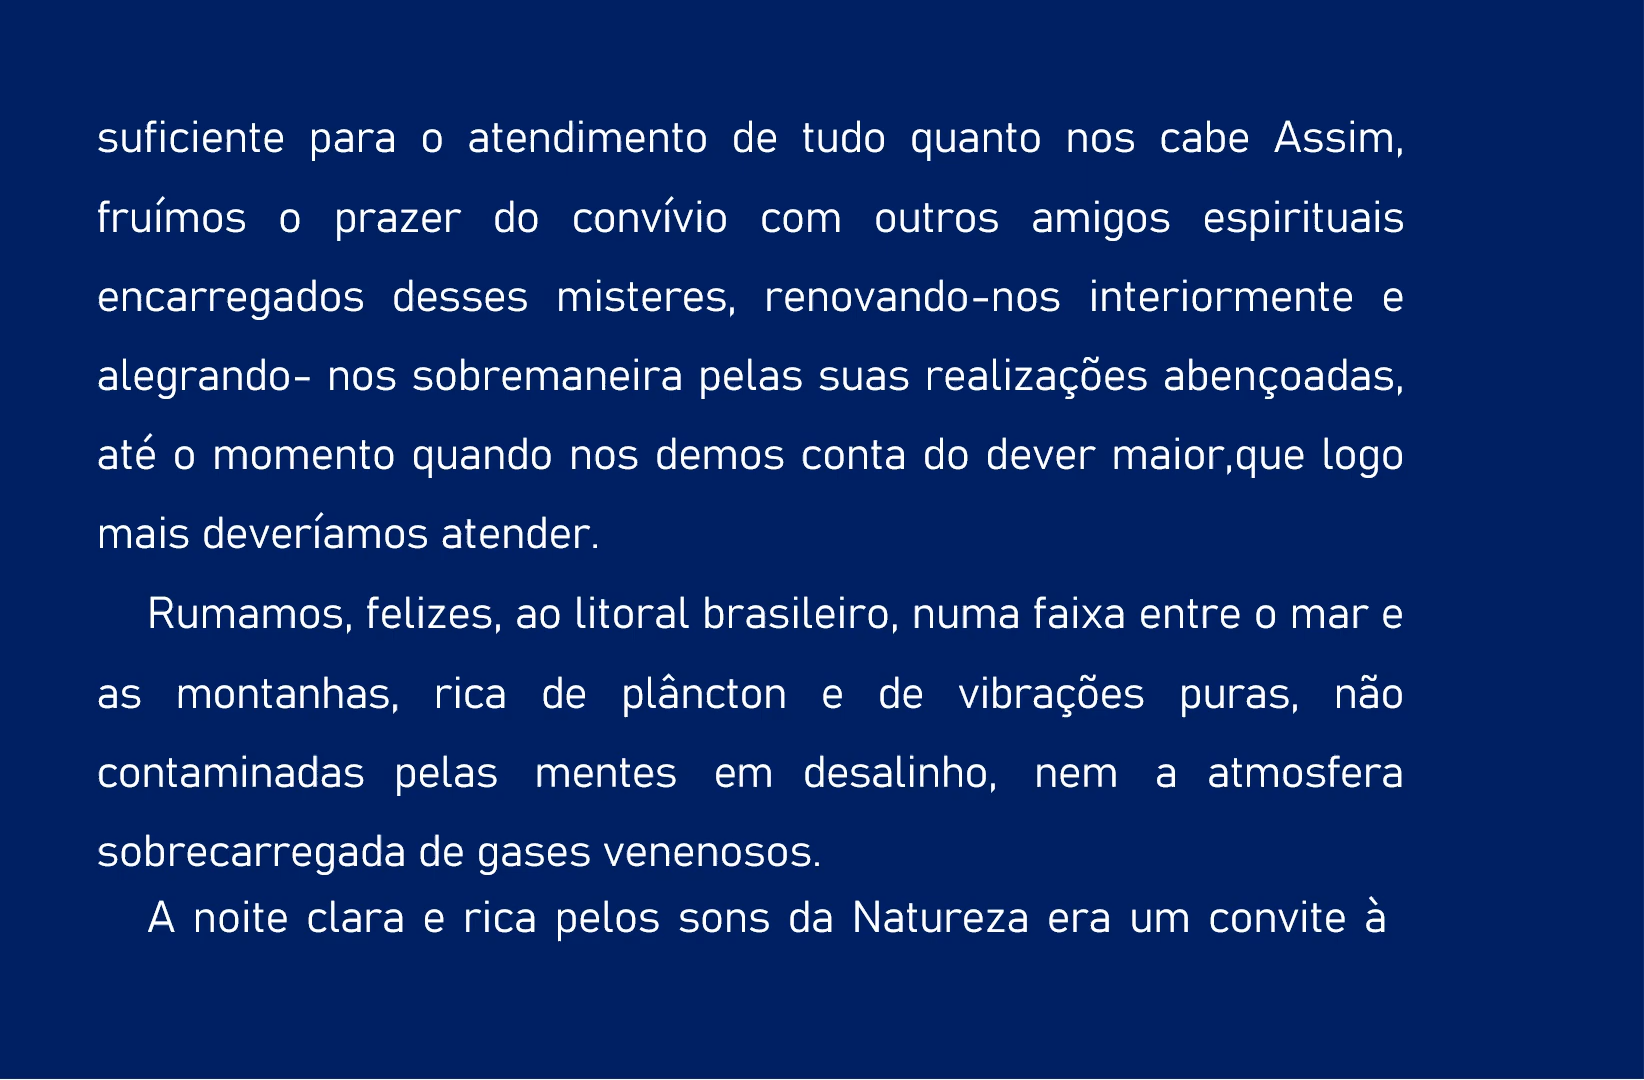 suficiente para o atendimento de tudo quanto nos cabe Assim,
fruímos o prazer do convívio com outros amigos espirituais
encarregados desses misteres, renovando-nos interiormente e
alegrando- nos sobremaneira pelas suas realizações abençoadas,
até o momento quando nos demos conta do dever maior,que logo
mais deveríamos atender.
Rumamos, felizes, ao litoral brasileiro, numa faixa entre o mar e
as montanhas, rica de plâncton e de vibrações puras, não
contaminadas pelas mentes em desalinho, nem a atmosfera
sobrecarregada de gases venenosos.
A noite clara e rica pelos sons da Natureza era um convite à